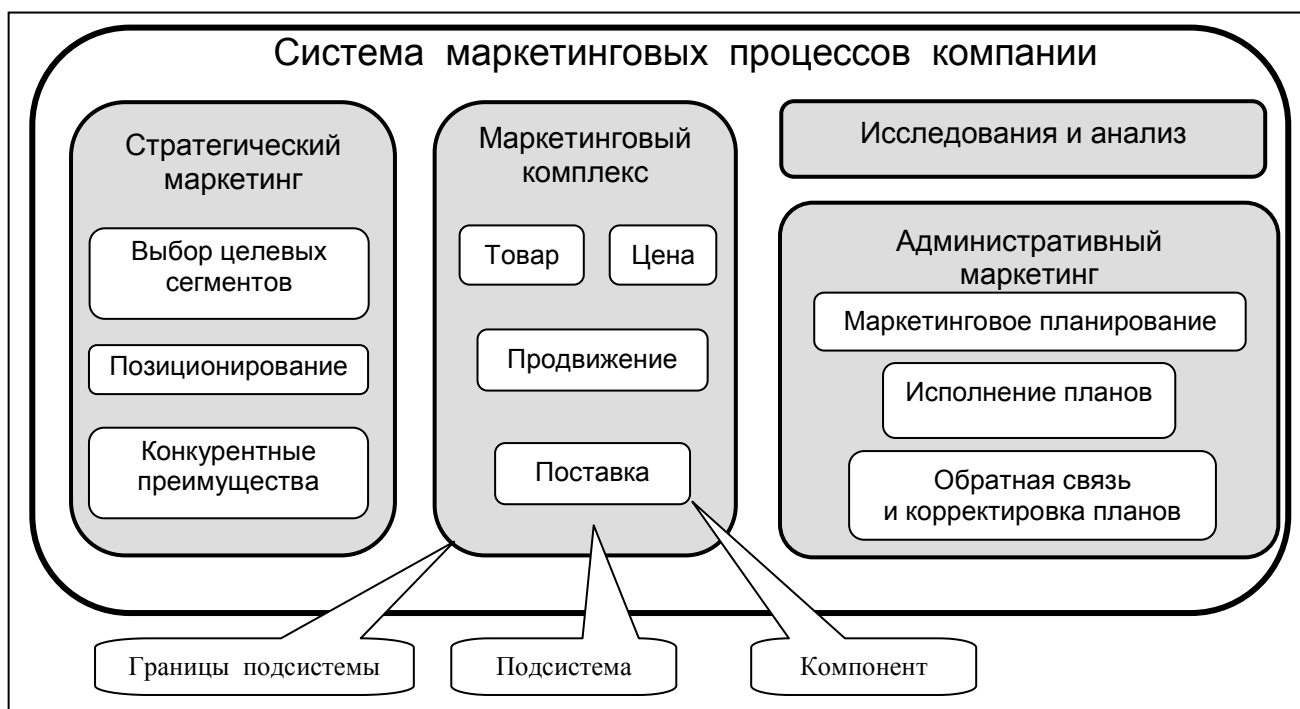 Система маркетинговых процессов компании
Стратегический
маркетинг
Выбор целевых
сегментов
Позиционирование
Конкурентные
преимущества
Маркетинговый
комплекс
Товар
Цена
Продвижение
Поставка
Исследования и анализ
Административный
маркетинг
Маркетинговое планирование
Исполнение планов
Обратная связь
и корректировка планов
Границы подсистемы
Подсистема
Компонент